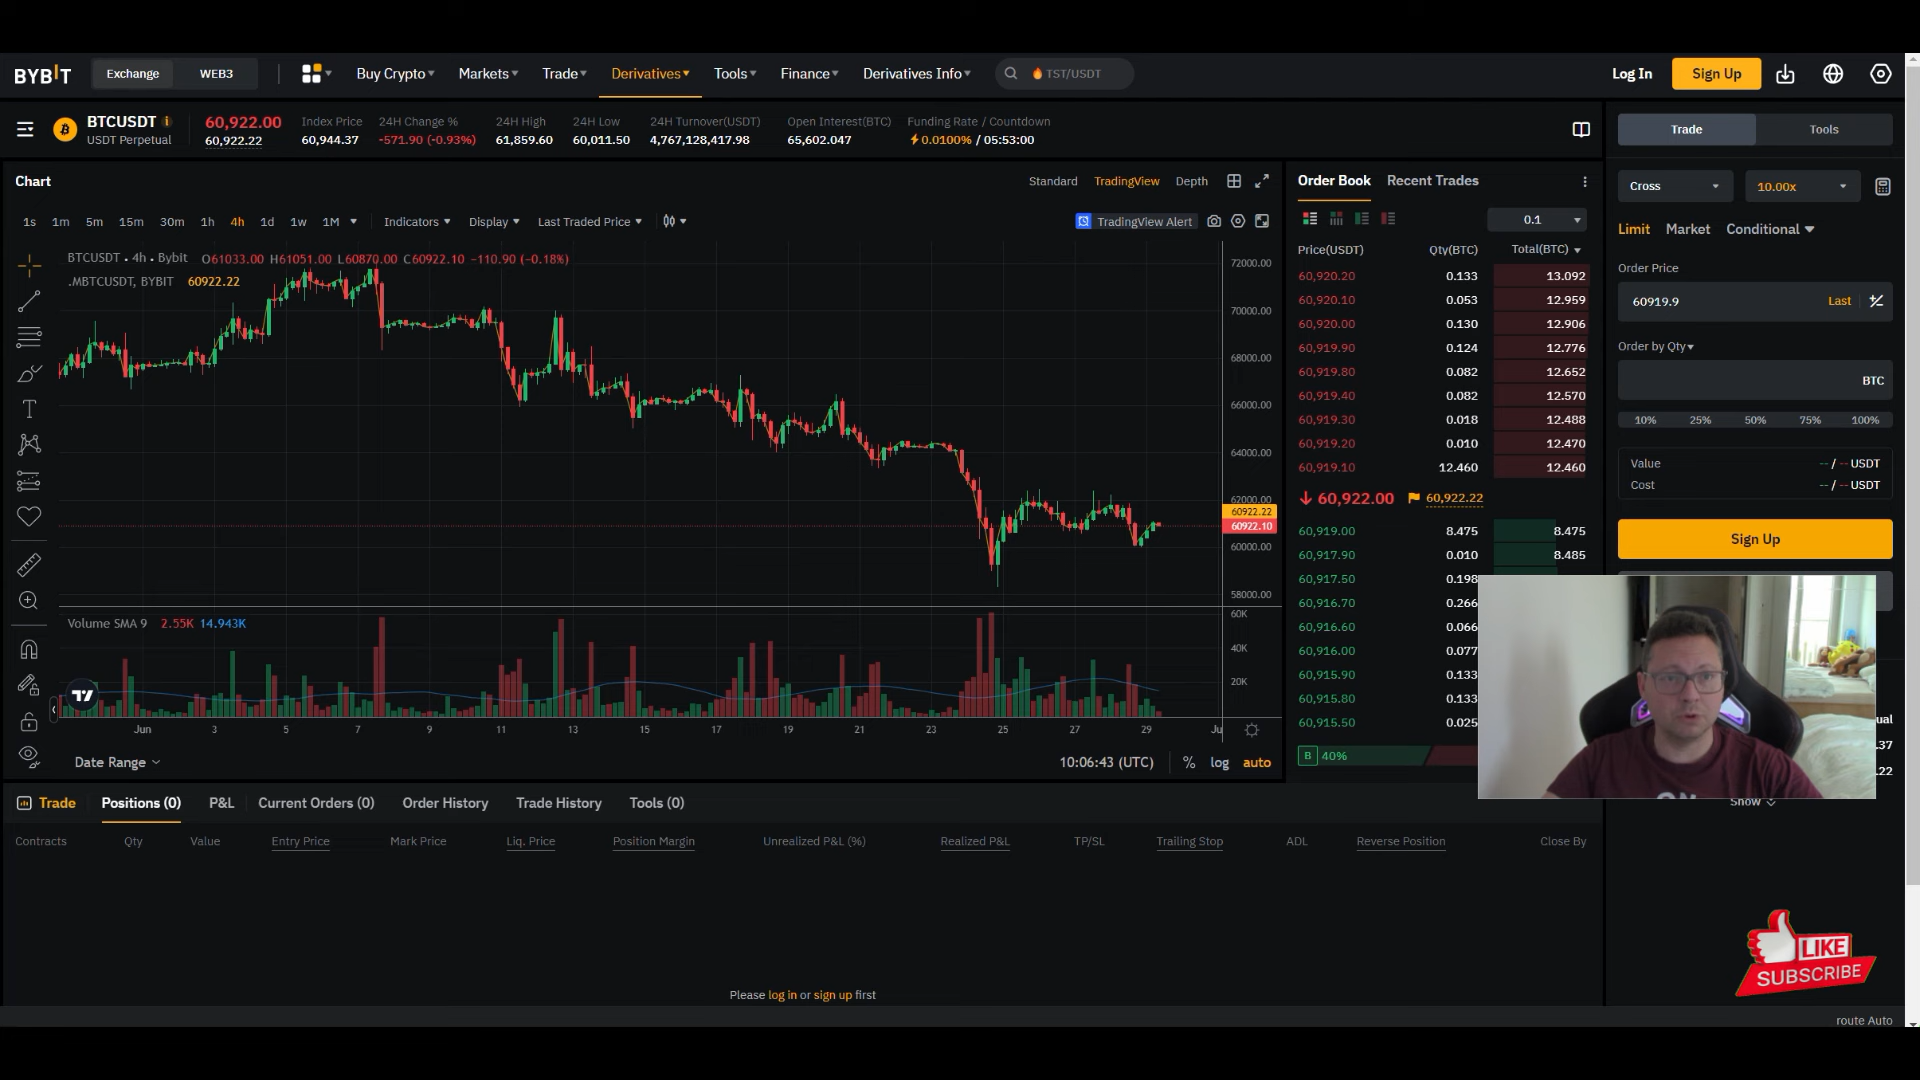 BYBIT Exchange WEB3 Buy Crypto Markets Trade Derivatives Tools Finance Derivatives Info TST/USDT Log In Sign Up
BTCUSDT
USDT Perpetual
60,922.00
60,922.22
Index Price
60,944.37
24H Change %
-571.90 (-0.93%)
24H High
61,859.60
24H Low
60,011.50
24H Turnover(USDT)
4,767,128,417.98
Open Interest(BTC)
65,602.047
Funding Rate / Countdown
0.0100% / 05:53:00
Chart
Standard TradingView Depth
1s 1m 5m 15m 30m 1h 4h 1d 1w 1M Indicators Display Last Traded Price TradingView Alert
BTCUSDT • 4h • Bybit O61033.00 H61051.00 L60870.00 C60922.10 −110.90 (−0.18%)
.MBTCUSDT, BYBIT 60922.22
72000.00
70000.00
68000.00
66000.00
64000.00
62000.00
60922.22
60922.10
60000.00
58000.00
Volume SMA 9 2.55K 14.943K
60K
40K
20K
Jun 3 5 7 9 11 13 15 17 19 21 23 25 27 29 Ju
Date Range
10:06:43 (UTC) % log auto
Order Book Recent Trades
0.1
Price(USDT) Qty(BTC) Total(BTC)
60,920.20 0.133 13.092
60,920.10 0.053 12.959
60,920.00 0.130 12.906
60,919.90 0.124 12.776
60,919.80 0.082 12.652
60,919.40 0.082 12.570
60,919.30 0.018 12.488
60,919.20 0.010 12.470
60,919.10 12.460 12.460
60,922.00 60,922.22
60,919.00 8.475 8.475
60,917.90 0.010 8.485
60,917.50 0.198
60,916.70 0.266
60,916.60 0.066
60,916.00 0.077
60,915.90 0.133
60,915.80 0.133
60,915.50 0.025
B 40%
Trade Tools
Cross 10.00x
Limit Market Conditional
Order Price
60919.9 Last
Order by Qty
BTC
10% 25% 50% 75% 100%
Value -- / -- USDT
Cost -- / -- USDT
Sign Up
ual
.37
.22
Show
Trade Positions (0) P&L Current Orders (0) Order History Trade History Tools (0)
Contracts Qty Value Entry Price Mark Price Liq. Price Position Margin Unrealized P&L (%) Realized P&L TP/SL Trailing Stop ADL Reverse Position Close By
Please log in or sign up first
LIKE
SUBSCRIBE
route Auto